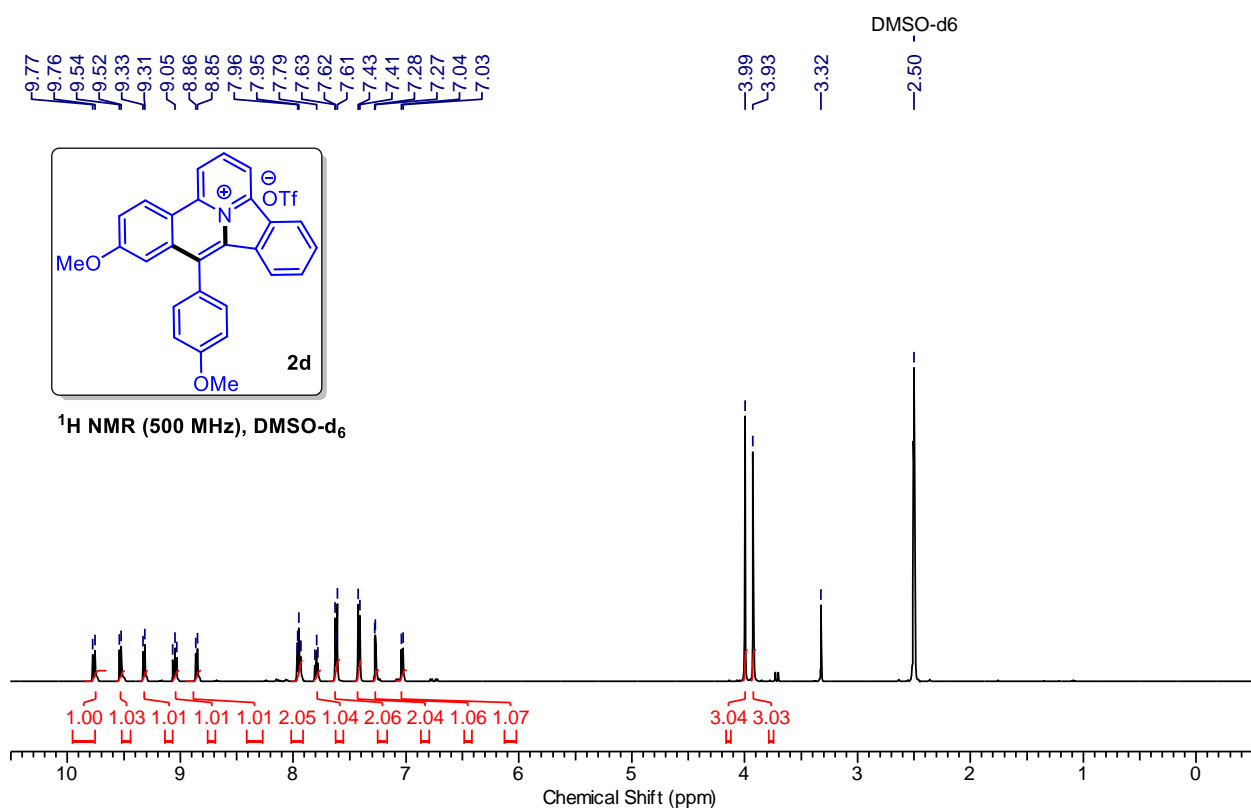 DMSO-d6
9.77 9.76 9.54 9.52 9.33 9.31 9.05 8.86 8.85 7.96 7.95 7.79 7.63 7.62 7.61 7.43 7.41 7.28 7.27 7.04 7.03 3.99 3.93 3.32 2.50
⊖
⊕ OTf
N
MeO
2d
OMe
¹H NMR (500 MHz), DMSO-d₆
1.00 1.03 1.01 1.01 1.01 2.05 1.04 2.06 2.04 1.06 1.07 3.04 3.03
10 9 8 7 6 5 4 3 2 1 0
Chemical Shift (ppm)